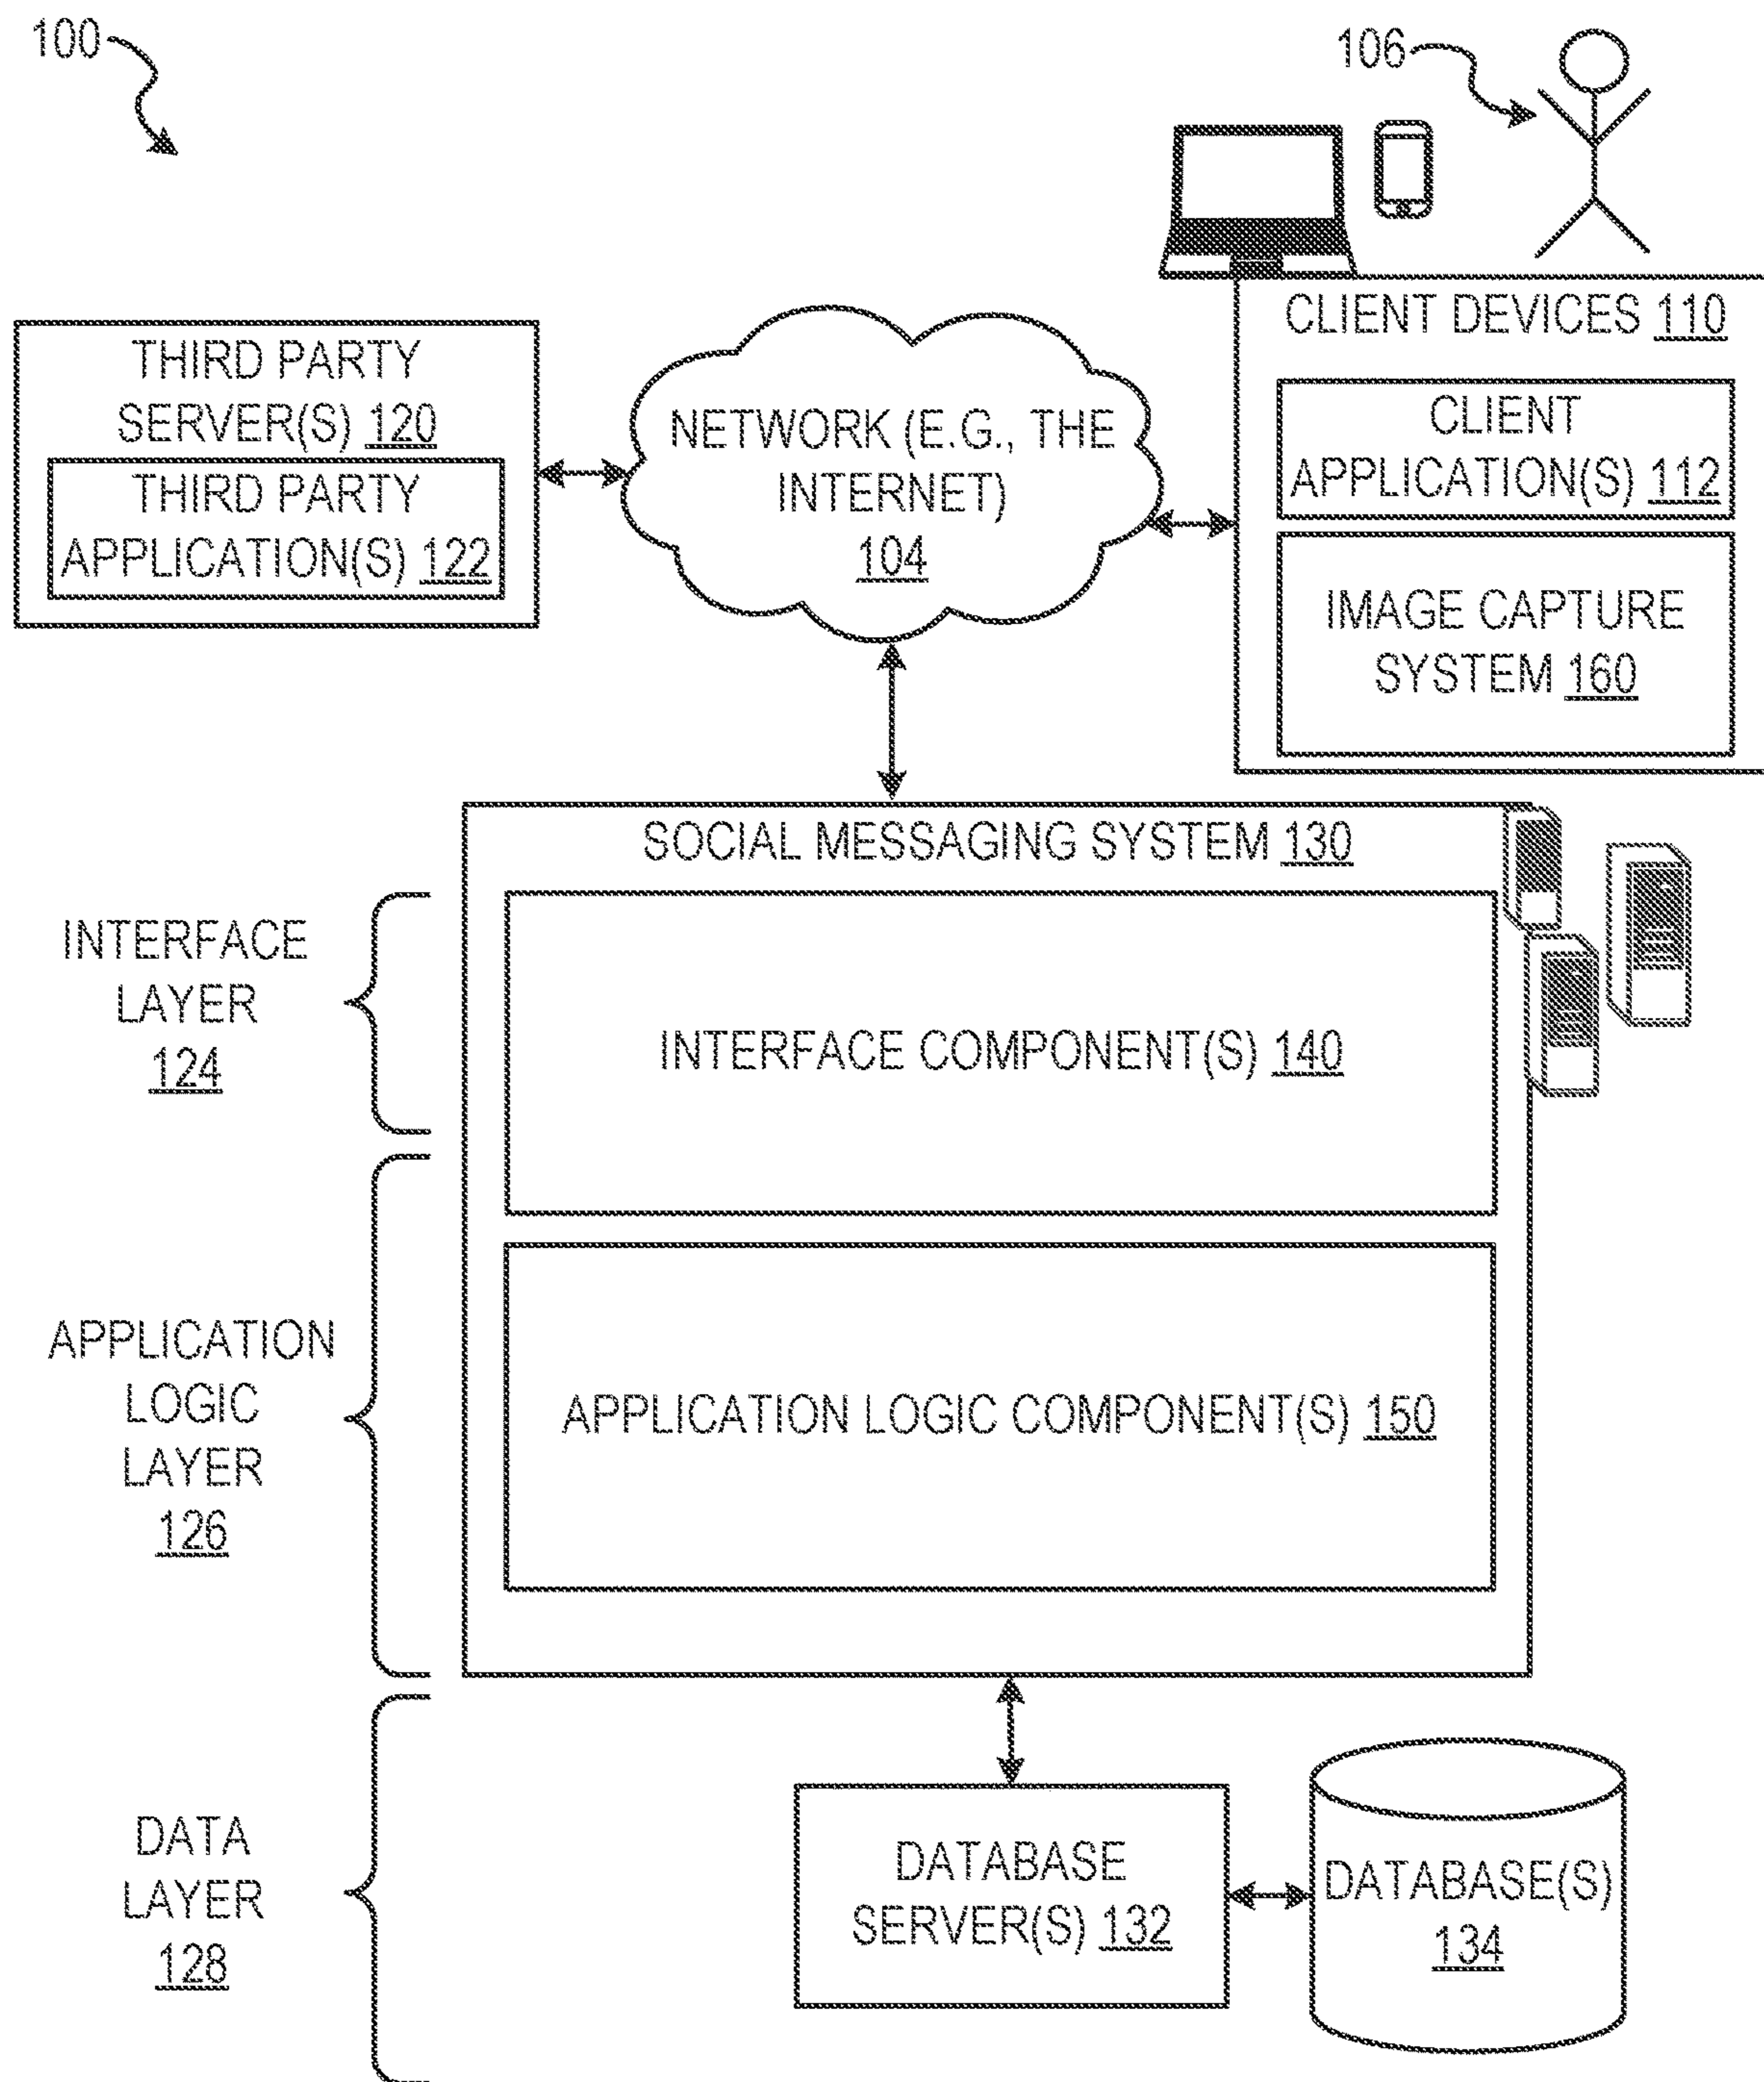 100
106
CLIENT DEVICES 110
CLIENT
APPLICATION(S) 112
IMAGE CAPTURE
SYSTEM 160
THIRD PARTY
SERVER(S) 120
THIRD PARTY
APPLICATION(S) 122
NETWORK (E.G., THE
INTERNET)
104
SOCIAL MESSAGING SYSTEM 130
INTERFACE
LAYER
124
INTERFACE COMPONENT(S) 140
APPLICATION
LOGIC
LAYER
126
APPLICATION LOGIC COMPONENT(S) 150
DATA
LAYER
128
DATABASE
SERVER(S) 132
DATABASE(S)
134